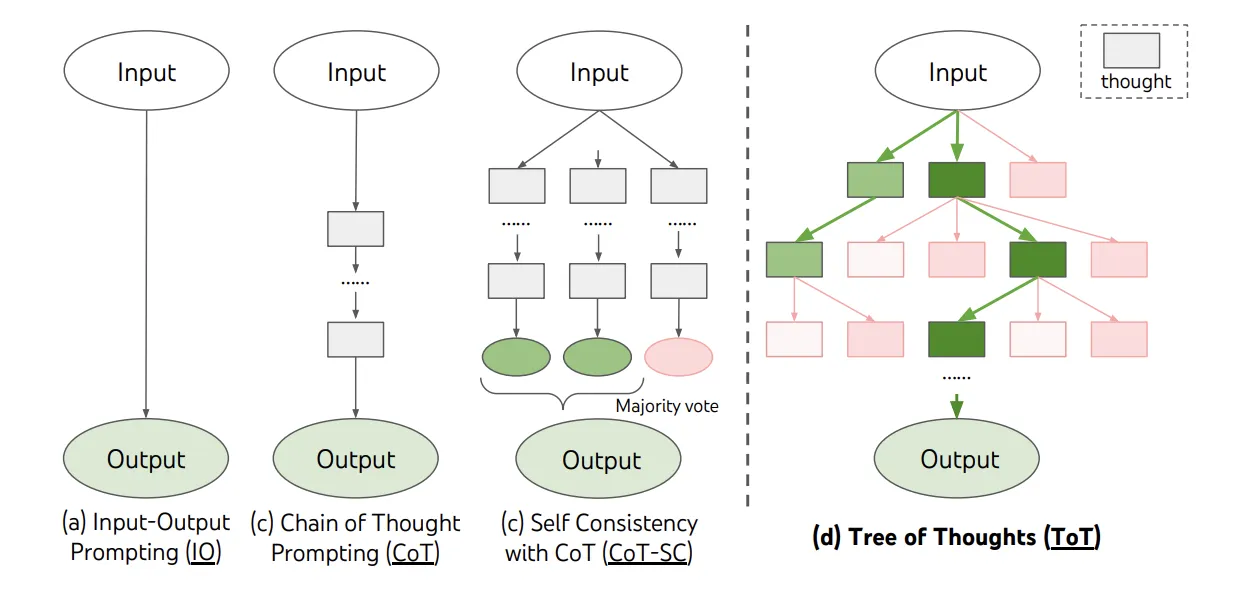 Input
Input
Input
Input
thought
......
...... ...... ......
......
Majority vote
Output
Output
Output
Output
(a) Input-Output
Prompting (IO)
(c) Chain of Thought
Prompting (CoT)
(c) Self Consistency
with CoT (CoT-SC)
(d) Tree of Thoughts (ToT)